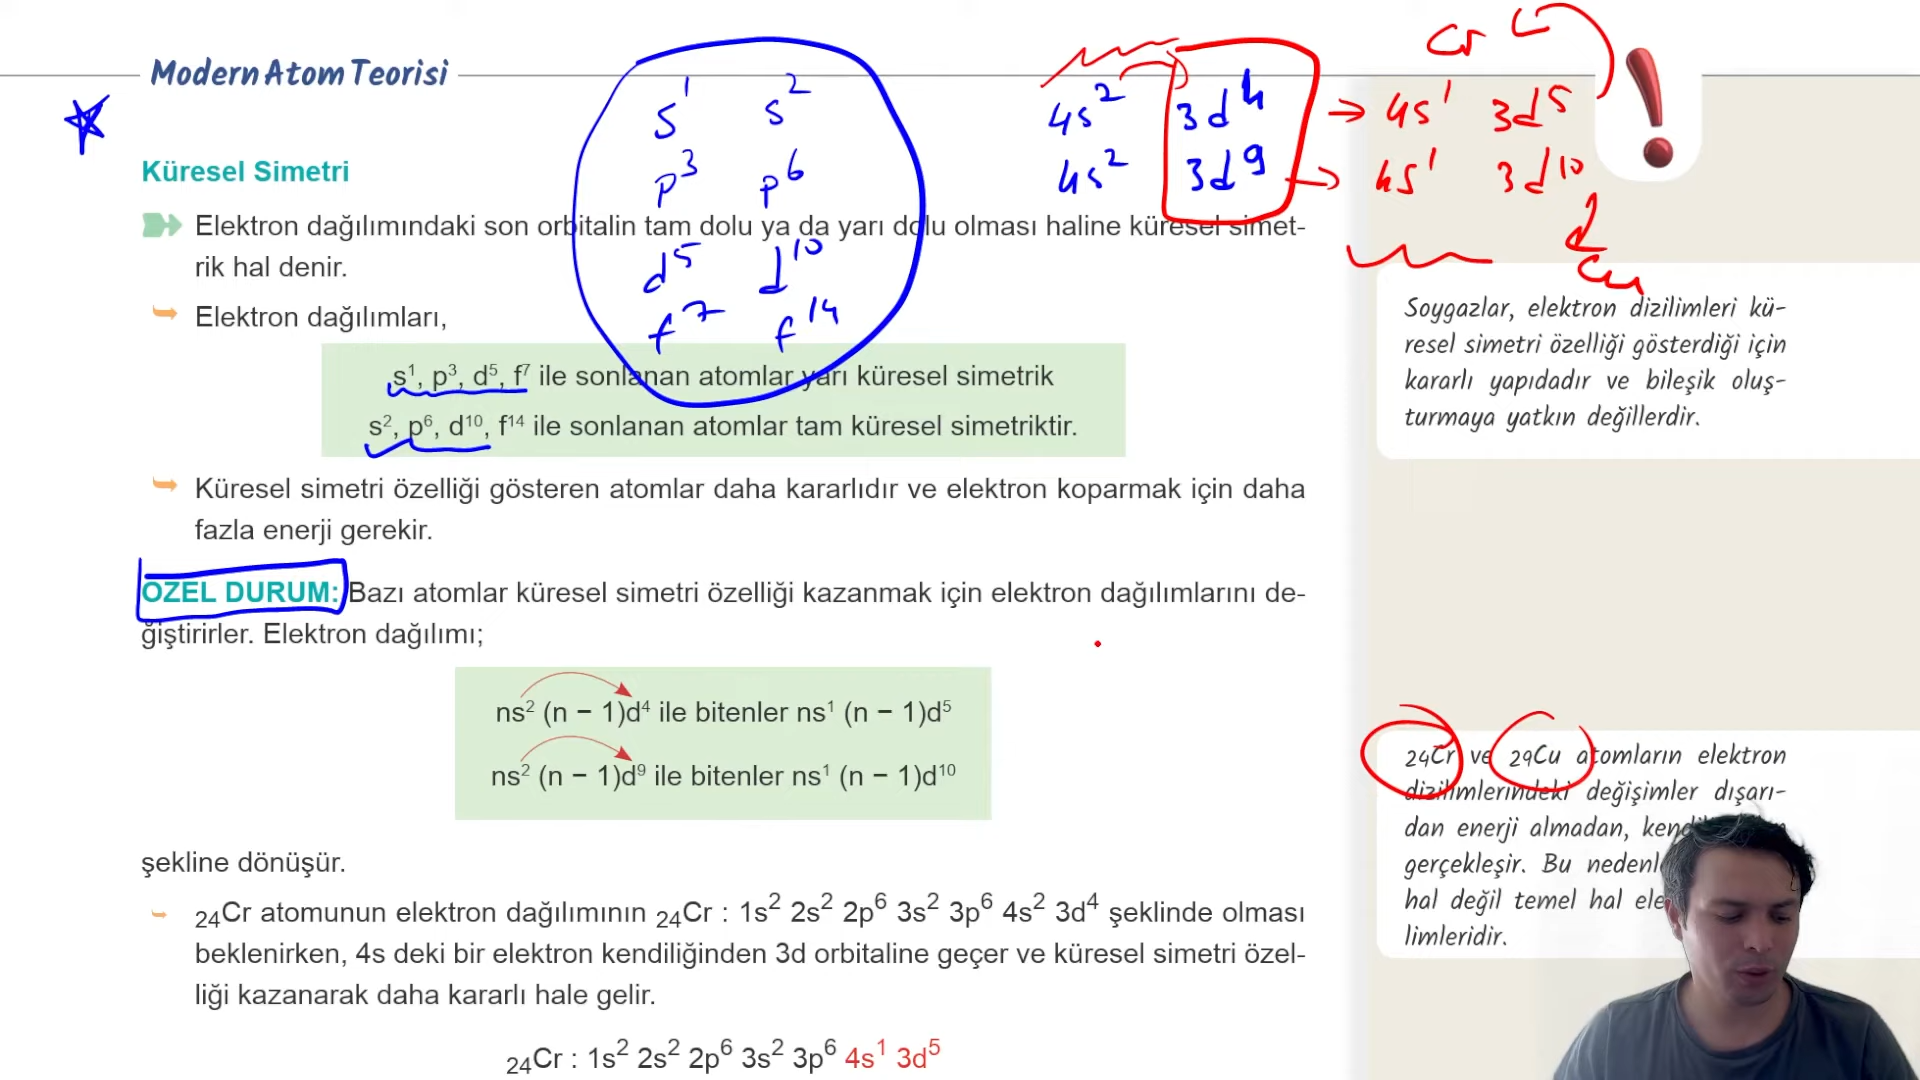 Modern Atom Teorisi
s¹ s²
p³ p⁶
d⁵ d¹⁰
f⁷ f¹⁴
Cr
4s² 3d⁴ → 4s¹ 3d⁵
4s² 3d⁹ → 4s¹ 3d¹⁰
Cu
Küresel Simetri
Elektron dağılımındaki son orbitalin tam dolu ya da yarı dolu olması haline küresel simet-
rik hal denir.
Elektron dağılımları,
s¹, p³, d⁵, f⁷ ile sonlanan atomlar yarı küresel simetrik
s², p⁶, d¹⁰, f¹⁴ ile sonlanan atomlar tam küresel simetriktir.
Küresel simetri özelliği gösteren atomlar daha kararlıdır ve elektron koparmak için daha
fazla enerji gerekir.
ÖZEL DURUM: Bazı atomlar küresel simetri özelliği kazanmak için elektron dağılımlarını de-
ğiştirirler. Elektron dağılımı;
ns² (n − 1)d⁴ ile bitenler ns¹ (n − 1)d⁵
ns² (n − 1)d⁹ ile bitenler ns¹ (n − 1)d¹⁰
şekline dönüşür.
₂₄Cr atomunun elektron dağılımının ₂₄Cr : 1s² 2s² 2p⁶ 3s² 3p⁶ 4s² 3d⁴ şeklinde olması
beklenirken, 4s deki bir elektron kendiliğinden 3d orbitaline geçer ve küresel simetri özel-
liği kazanarak daha kararlı hale gelir.
₂₄Cr : 1s² 2s² 2p⁶ 3s² 3p⁶ 4s¹ 3d⁵
Soygazlar, elektron dizilimleri kü-
resel simetri özelliği gösterdiği için
kararlı yapıdadır ve bileşik oluş-
turmaya yatkın değillerdir.
₂₄Cr ve ₂₉Cu atomların elektron
dizilimlerindeki değişimler dışarı-
dan enerji almadan,
gerçekleşir. Bu
hal değil temel hal
limleridir.